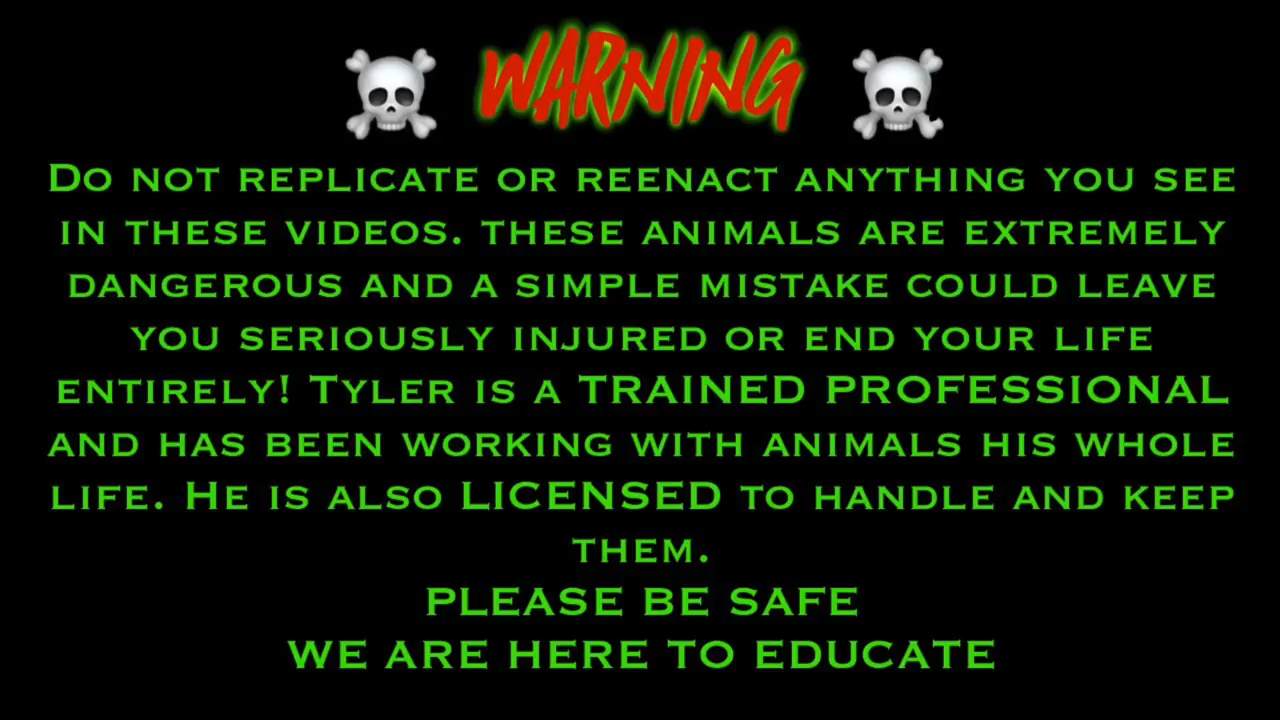 WARNING
Do not replicate or reenact anything you see
in these videos. these animals are extremely
dangerous and a simple mistake could leave
you seriously injured or end your life
entirely! Tyler is a TRAINED PROFESSIONAL
and has been working with animals his whole
life. He is also LICENSED to handle and keep
them.
PLEASE BE SAFE
WE ARE HERE TO EDUCATE